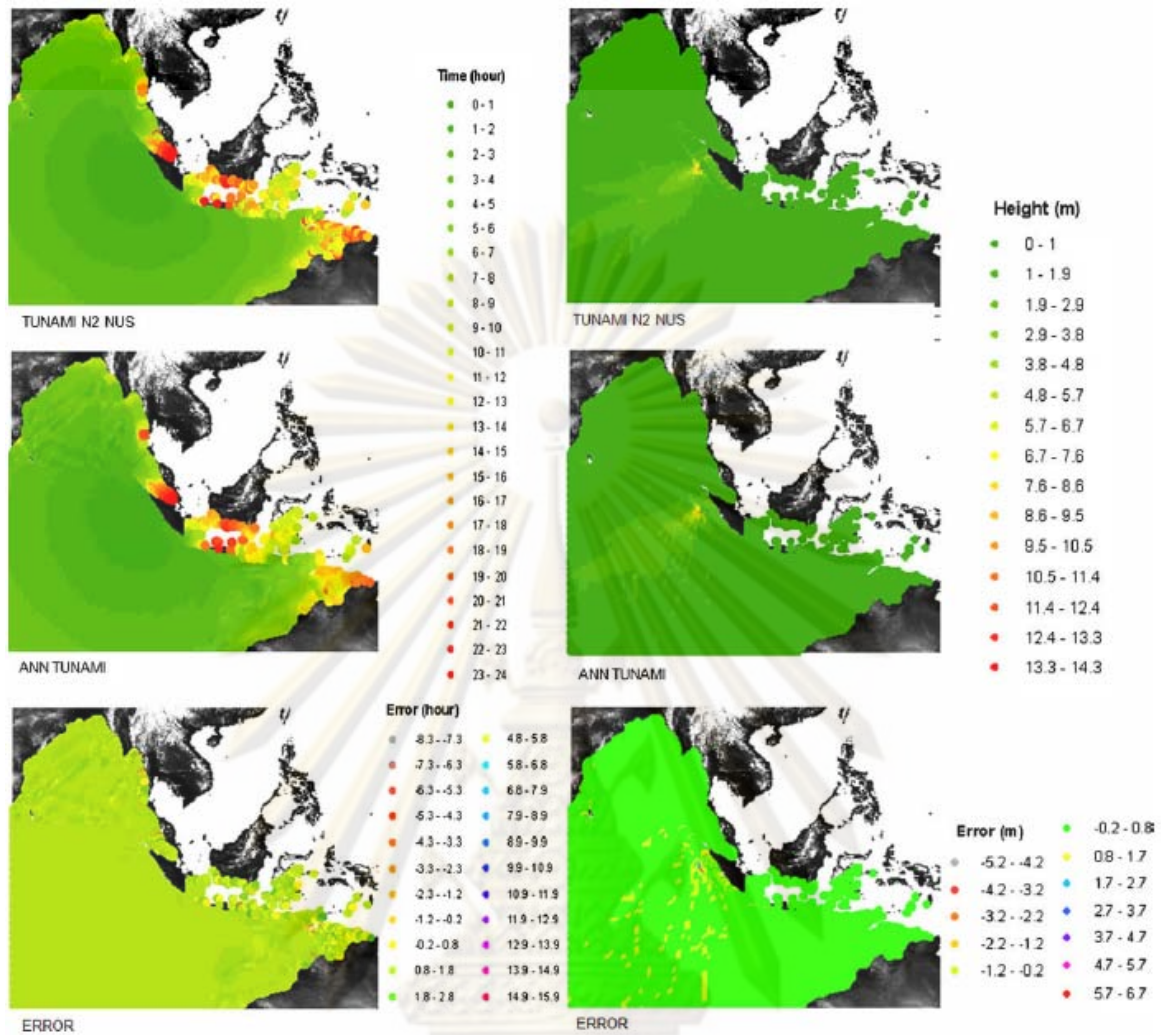 Time (hour)
0 - 1
1 - 2
2 - 3
3 - 4
4 - 5
5 - 6
6 - 7
7 - 8
8 - 9
9 - 10
10 - 11
11 - 12
12 - 13
13 - 14
14 - 15
15 - 16
16 - 17
17 - 18
18 - 19
19 - 20
20 - 21
21 - 22
22 - 23
23 - 24
Height (m)
0 - 1
1 - 1.9
1.9 - 2.9
2.9 - 3.8
3.8 - 4.8
4.8 - 5.7
5.7 - 6.7
6.7 - 7.6
7.6 - 8.6
8.6 - 9.5
9.5 - 10.5
10.5 - 11.4
11.4 - 12.4
12.4 - 13.3
13.3 - 14.3
TUNAMI N2 NUS
TUNAMI N2 NUS
ANN TUNAMI
ANN TUNAMI
Error (hour)
-8.3 - -7.3
-7.3 - -6.3
-6.3 - -5.3
-5.3 - -4.3
-4.3 - -3.3
-3.3 - -2.3
-2.3 - -1.2
-1.2 - -0.2
-0.2 - 0.8
0.8 - 1.8
1.8 - 2.8
4.8 - 5.8
5.8 - 6.8
6.8 - 7.9
7.9 - 8.9
8.9 - 9.9
9.9 - 10.9
10.9 - 11.9
11.9 - 12.9
12.9 - 13.9
13.9 - 14.9
14.9 - 15.9
Error (m)
-5.2 - -4.2
-4.2 - -3.2
-3.2 - -2.2
-2.2 - -1.2
-1.2 - -0.2
-0.2 - 0.8
0.8 - 1.7
1.7 - 2.7
2.7 - 3.7
3.7 - 4.7
4.7 - 5.7
5.7 - 6.7
ERROR
ERROR